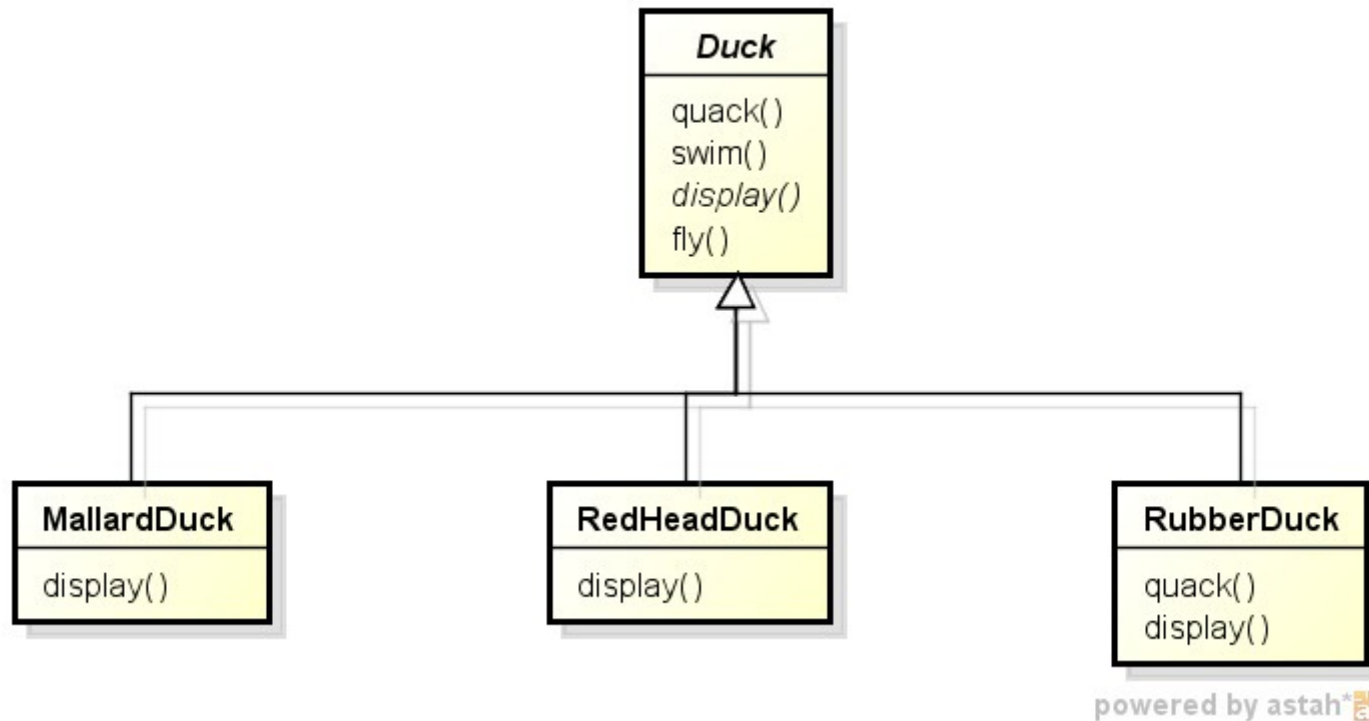 Duck
quack()
swim()
display()
fly()
MallardDuck
display()
RedHeadDuck
display()
RubberDuck
quack()
display()
powered by astah*